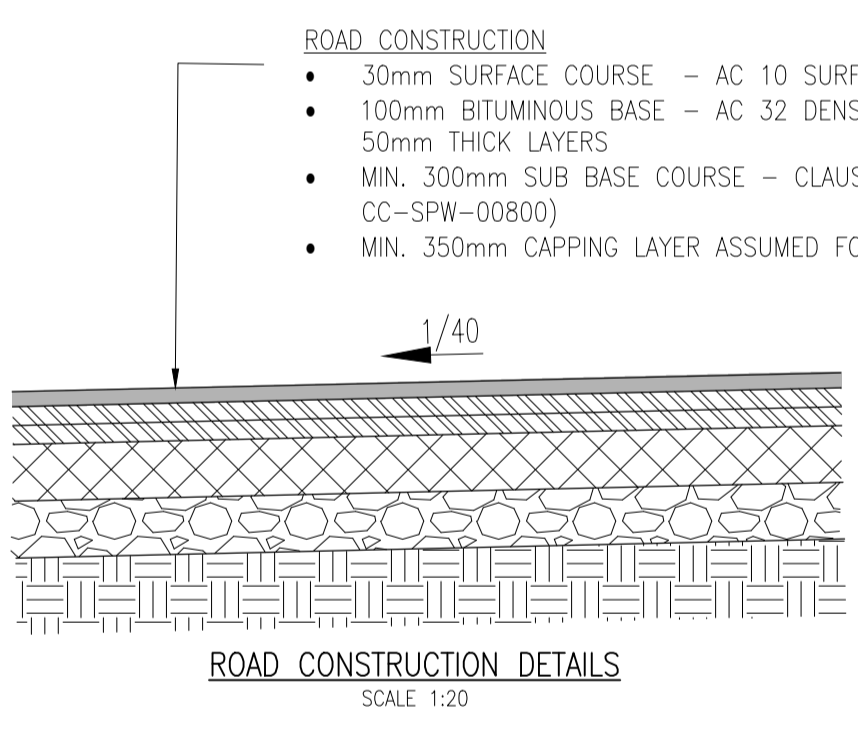 ROAD CONSTRUCTION
• 30mm SURFACE COURSE – AC 10 SURF
• 100mm BITUMINOUS BASE – AC 32 DENS
50mm THICK LAYERS
• MIN. 300mm SUB BASE COURSE – CLAUS
CC-SPW-00800)
• MIN. 350mm CAPPING LAYER ASSUMED FO
1/40
ROAD CONSTRUCTION DETAILS
SCALE 1:20